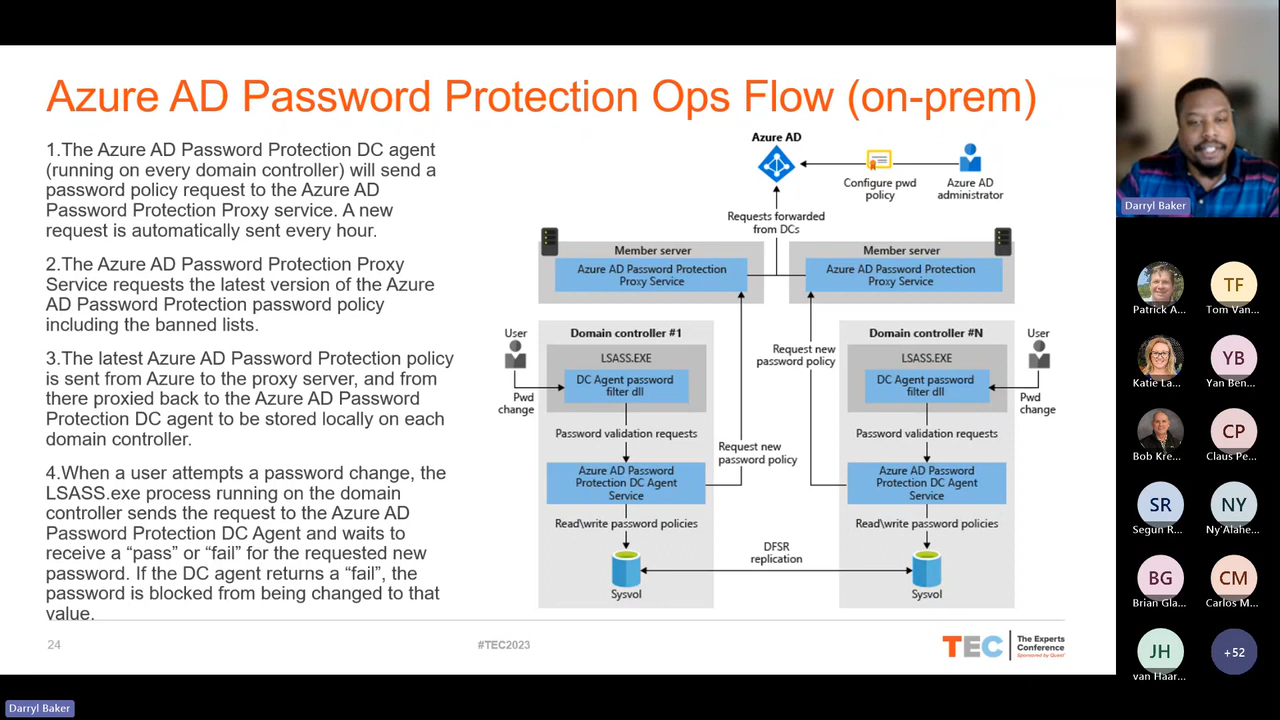 Azure AD Password Protection Ops Flow (on-prem)
1.The Azure AD Password Protection DC agent
(running on every domain controller) will send a
password policy request to the Azure AD
Password Protection Proxy service. A new
request is automatically sent every hour.
2.The Azure AD Password Protection Proxy
Service requests the latest version of the Azure
AD Password Protection password policy
including the banned lists.
3.The latest Azure AD Password Protection policy
is sent from Azure to the proxy server, and from
there proxied back to the Azure AD Password
Protection DC agent to be stored locally on each
domain controller.
4.When a user attempts a password change, the
LSASS.exe process running on the domain
controller sends the request to the Azure AD
Password Protection DC Agent and waits to
receive a “pass” or “fail” for the requested new
password. If the DC agent returns a “fail”, the
password is blocked from being changed to that
value.
Azure AD
Configure pwd
policy
Azure AD
administrator
Requests forwarded
from DCs
Member server
Azure AD Password Protection
Proxy Service
Member server
Azure AD Password Protection
Proxy Service
User
Pwd
change
Domain controller #1
LSASS.EXE
DC Agent password
filter dll
Password validation requests
Azure AD Password
Protection DC Agent
Service
Read\write password policies
Sysvol
Request new
password policy
Request new
password policy
DFSR
replication
Domain controller #N
LSASS.EXE
DC Agent password
filter dll
Password validation requests
Azure AD Password
Protection DC Agent
Service
Read\write password policies
Sysvol
User
Pwd
change
24
#TEC2023
TEC
The Experts
Conference
Sponsored by Quest
Darryl Baker
Patrick A...
TF
Tom Van...
Katie La...
YB
Yan Ben...
Bob Kre...
CP
Claus Pe...
SR
Segun R...
NY
Ny'Alahe...
BG
Brian Gla...
CM
Carlos M...
JH
van Haar...
+52
Darryl Baker